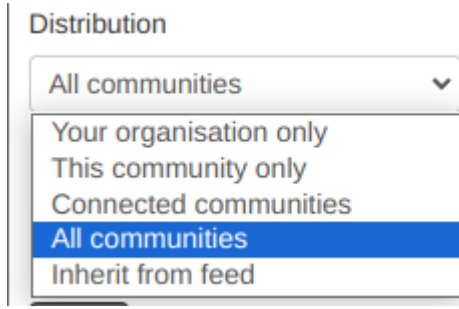 Distribution
All communities
Your organisation only
This community only
Connected communities
All communities
Inherit from feed